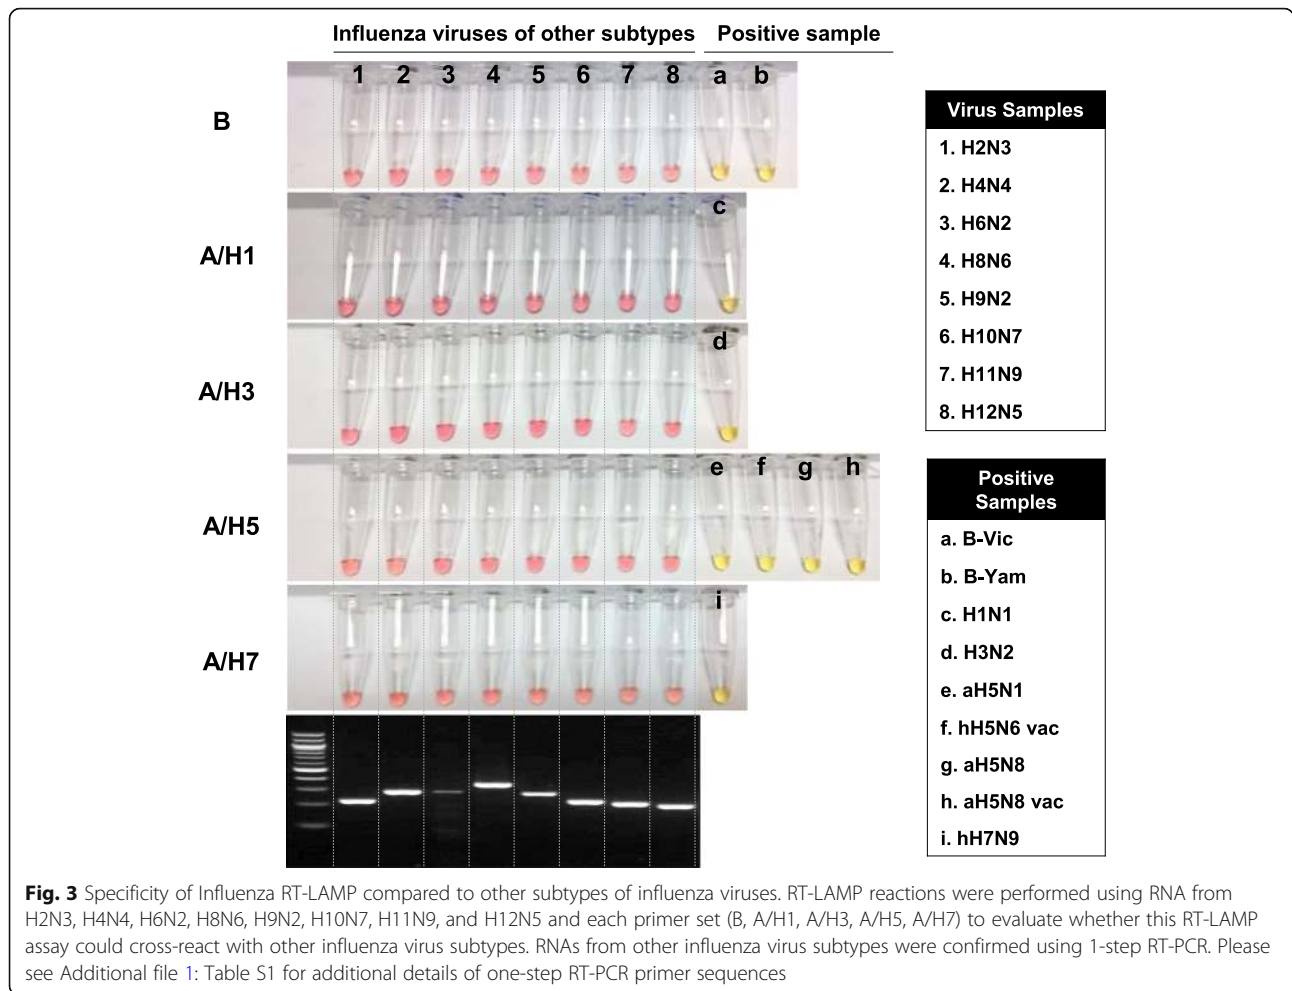 Influenza viruses of other subtypes Positive sample
1 2 3 4 5 6 7 8 a b
B
c
A/H1
d
A/H3
e f g h
A/H5
i
A/H7
Virus Samples
1. H2N3
2. H4N4
3. H6N2
4. H8N6
5. H9N2
6. H10N7
7. H11N9
8. H12N5
Positive
Samples
a. B-Vic
b. B-Yam
c. H1N1
d. H3N2
e. aH5N1
f. hH5N6 vac
g. aH5N8
h. aH5N8 vac
i. hH7N9
Fig. 3 Specificity of Influenza RT-LAMP compared to other subtypes of influenza viruses. RT-LAMP reactions were performed using RNA from
H2N3, H4N4, H6N2, H8N6, H9N2, H10N7, H11N9, and H12N5 and each primer set (B, A/H1, A/H3, A/H5, A/H7) to evaluate whether this RT-LAMP
assay could cross-react with other influenza virus subtypes. RNAs from other influenza virus subtypes were confirmed using 1-step RT-PCR. Please
see Additional file 1: Table S1 for additional details of one-step RT-PCR primer sequences